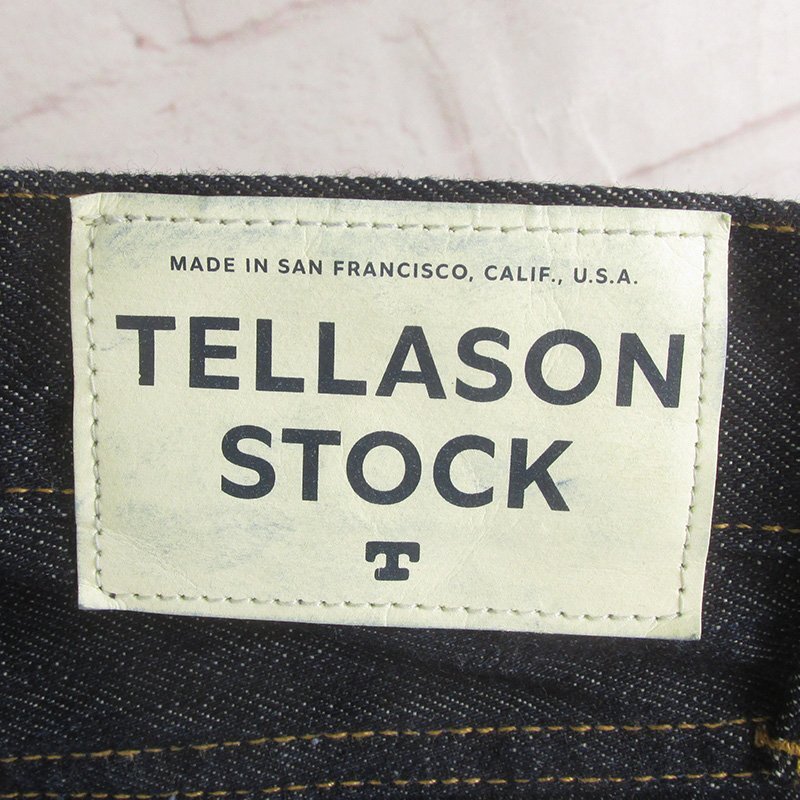 MADE IN SAN FRANCISCO, CALIF., U.S.A.
TELLASON
STOCK
T